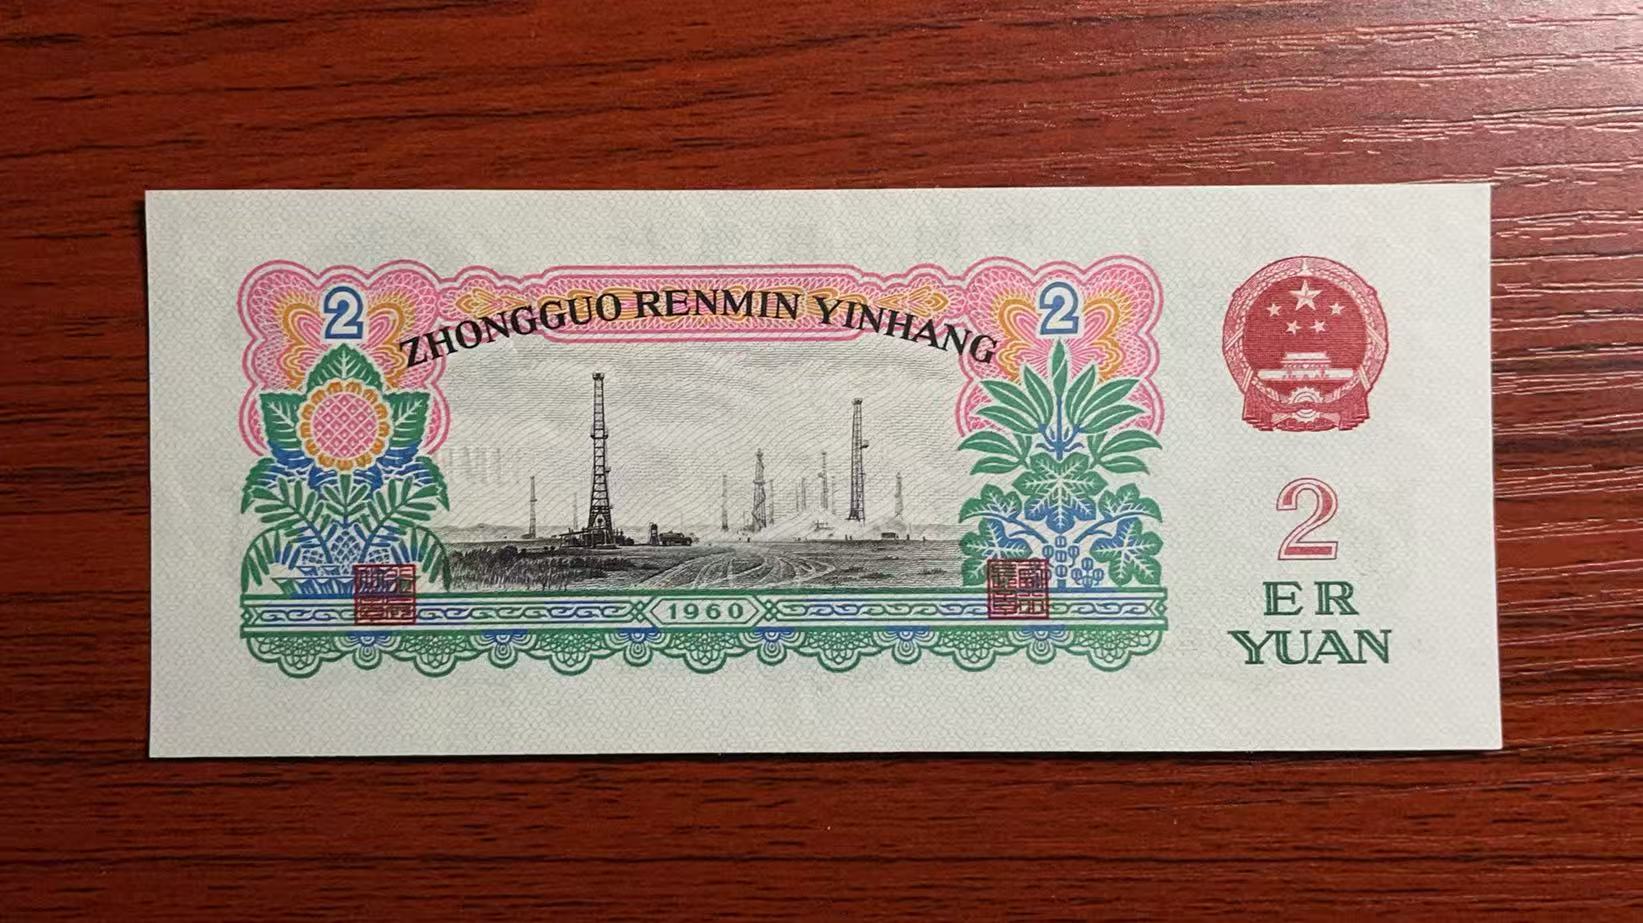 2
ZHONGGUO RENMIN YINHANG
2
1960
2
ER
YUAN